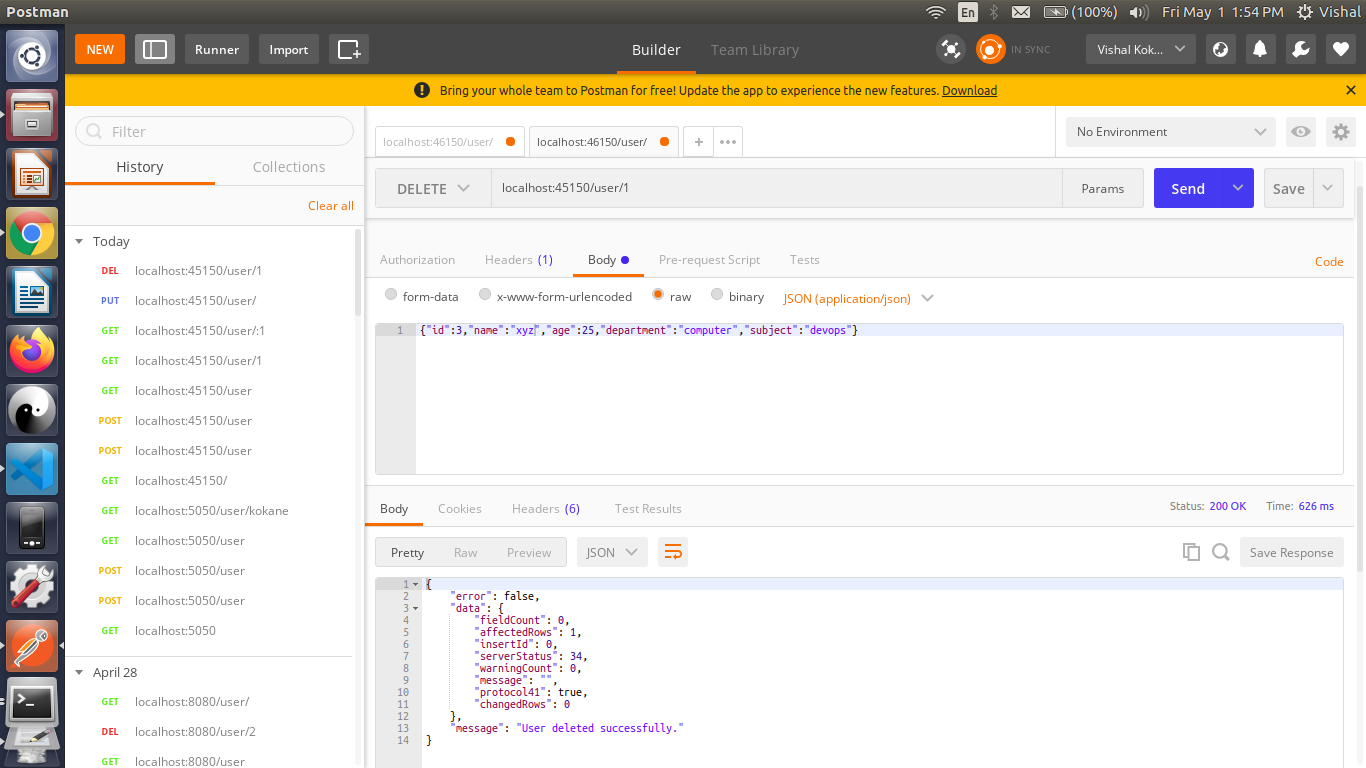 Postman
En
(100%)
Fri May 1 1:54 PM
Vishal
NEW
Runner
Import
Builder
Team Library
IN SYNC
Vishal Kok...
Bring your whole team to Postman for free! Update the app to experience the new features. Download
Filter
History
Collections
Clear all
Today
DEL localhost:45150/user/1
PUT localhost:45150/user/
GET localhost:45150/user/:1
GET localhost:45150/user/1
GET localhost:45150/user
POST localhost:45150/user
POST localhost:45150/user
GET localhost:45150/
GET localhost:5050/user/kokane
GET localhost:5050/user
POST localhost:5050/user
POST localhost:5050/user
GET localhost:5050
April 28
GET localhost:8080/user/
DEL localhost:8080/user/2
GET localhost:8080/user
localhost:46150/user/
localhost:46150/user/
No Environment
DELETE
localhost:45150/user/1
Params
Send
Save
Authorization
Headers (1)
Body
Pre-request Script
Tests
Code
form-data
x-www-form-urlencoded
raw
binary
JSON (application/json)
1 {"id":3,"name":"xyz","age":25,"department":"computer","subject":"devops"}
Body
Cookies
Headers (6)
Test Results
Status: 200 OK
Time: 626 ms
Pretty
Raw
Preview
JSON
Save Response
1 {
2 "error": false,
3 "data": {
4 "fieldCount": 0,
5 "affectedRows": 1,
6 "insertId": 0,
7 "serverStatus": 34,
8 "warningCount": 0,
9 "message": "",
10 "protocol41": true,
11 "changedRows": 0
12 },
13 "message": "User deleted successfully."
14 }